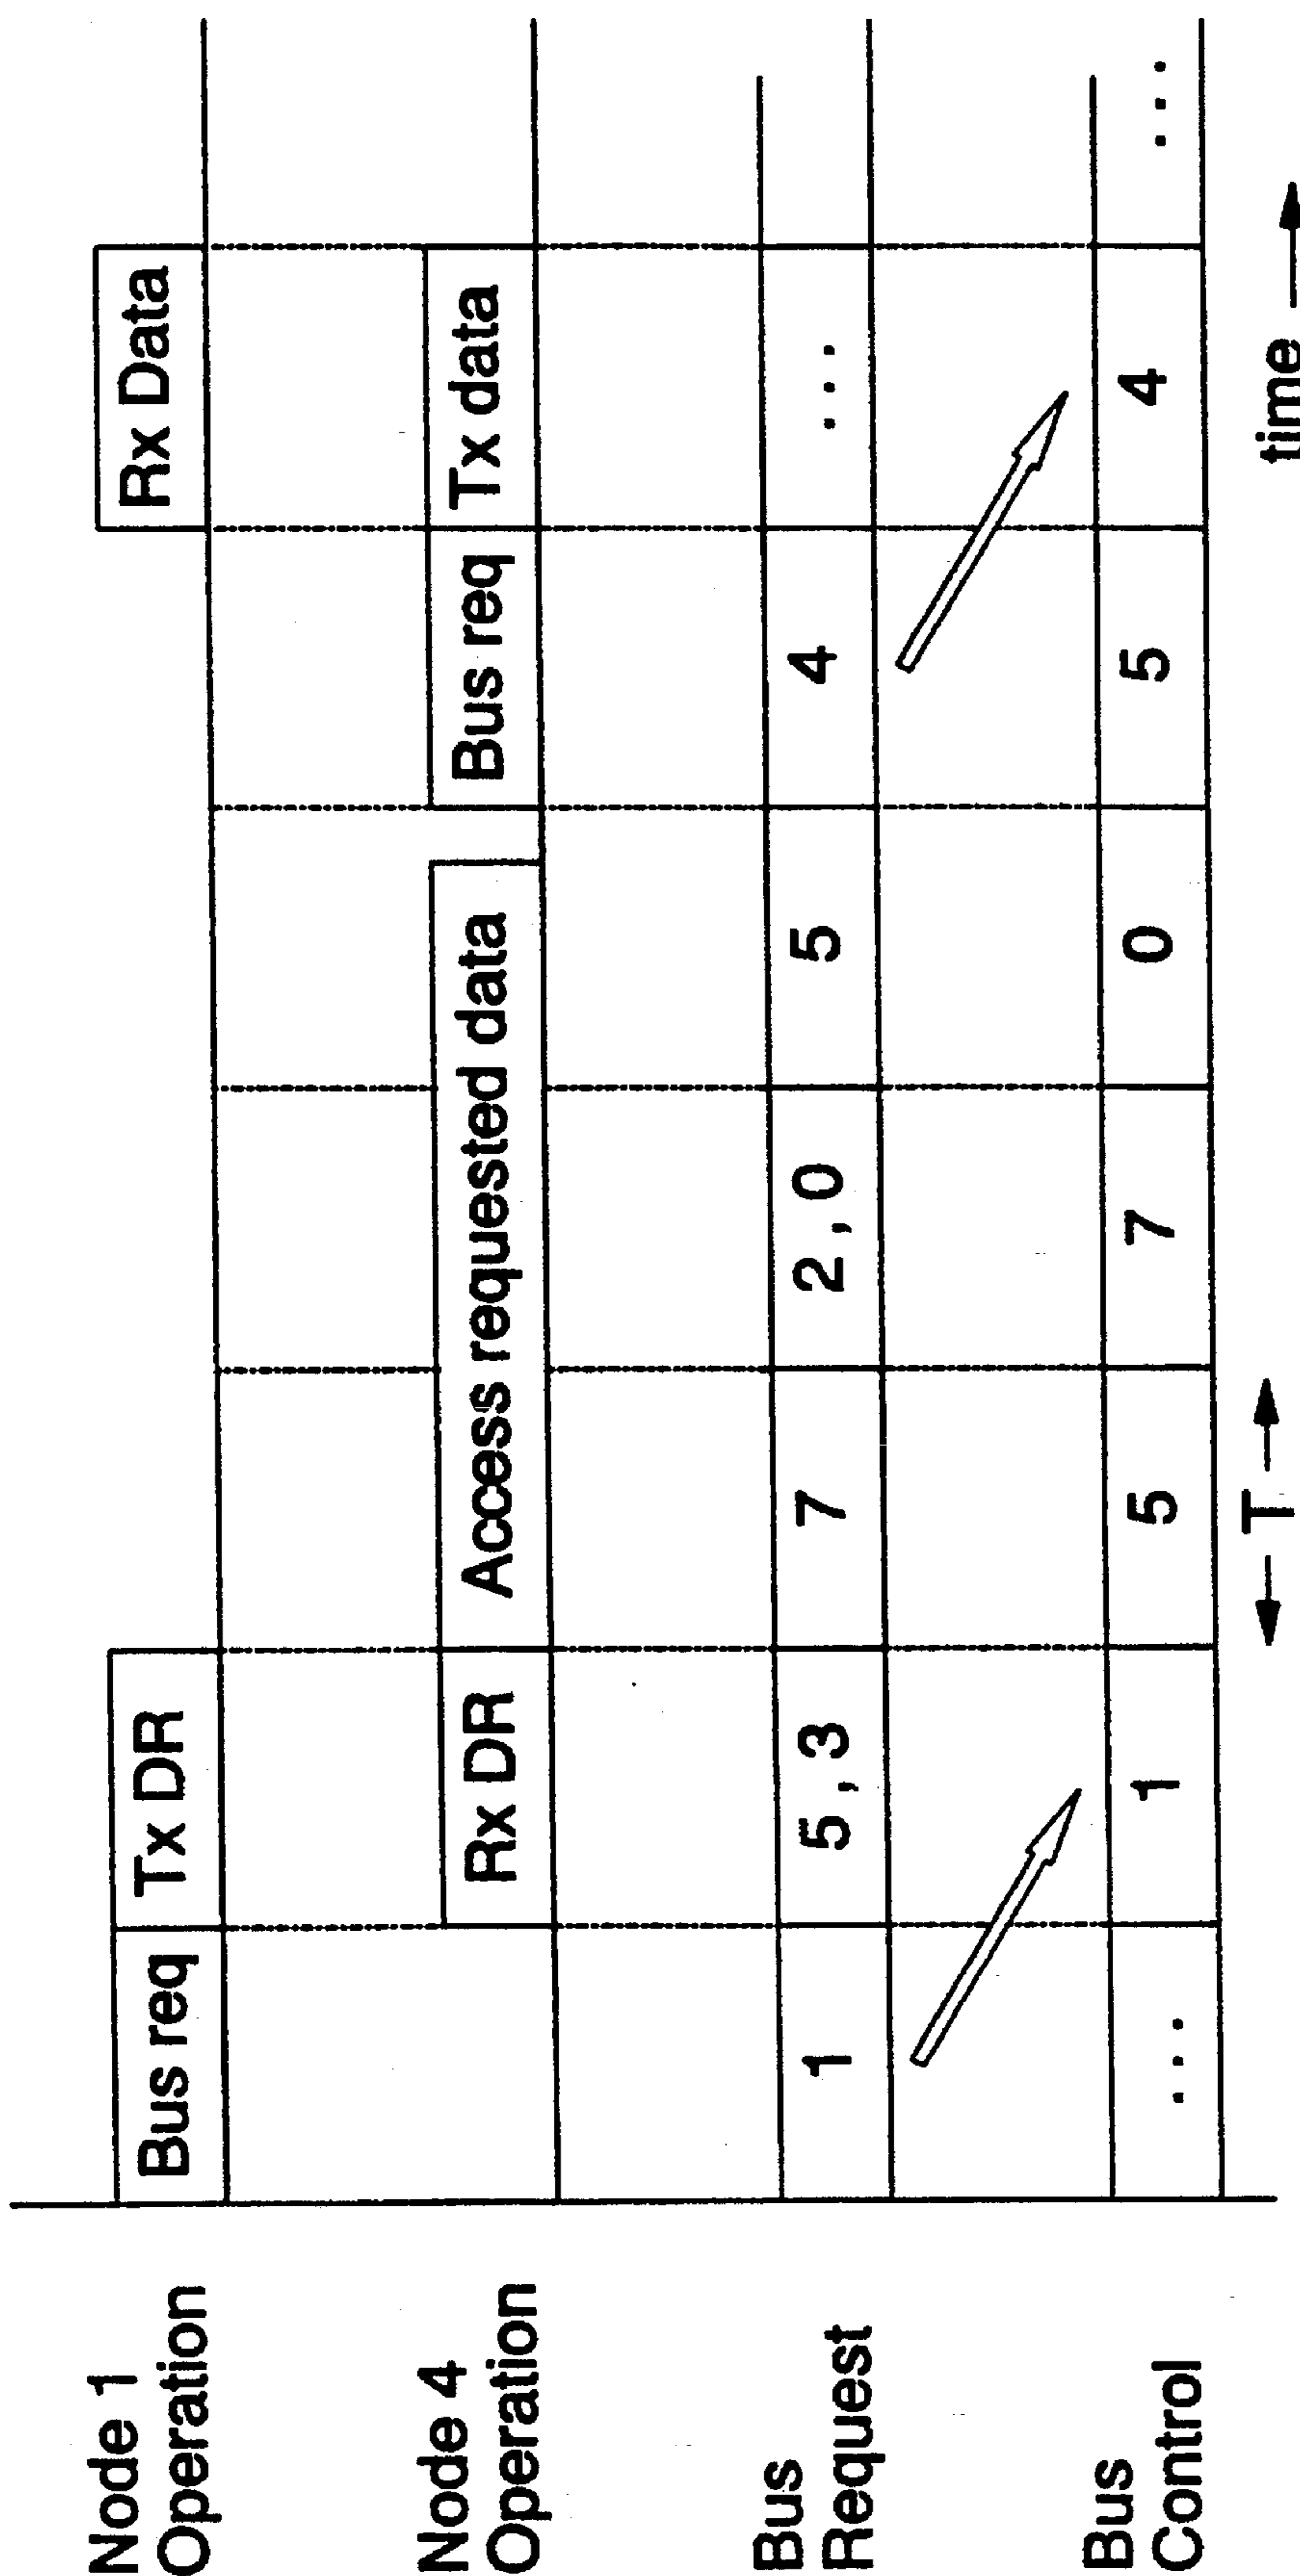 Node 1
Operation
Bus req
Tx DR
Rx Data
Node 4
Operation
Rx DR
Access requested data
Bus req
Tx data
Bus
Request
1
5 , 3
7
2 , 0
5
4
...
Bus
Control
...
1
5
7
0
5
4
...
T
time